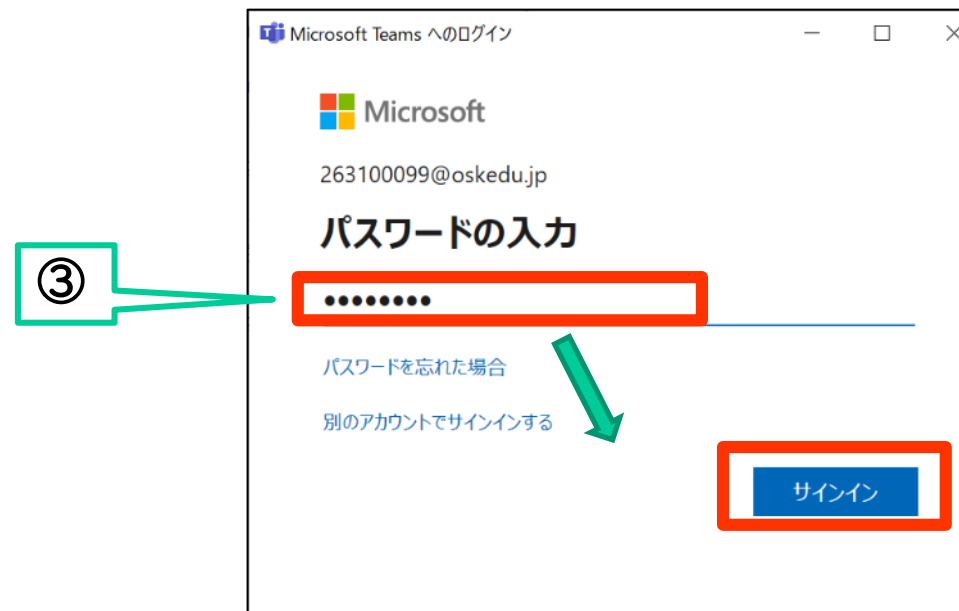 Microsoft Teams へのログイン
Microsoft
263100099@oskedu.jp
パスワードの入力
③
••••••••
パスワードを忘れた場合
別のアカウントでサインインする
サインイン